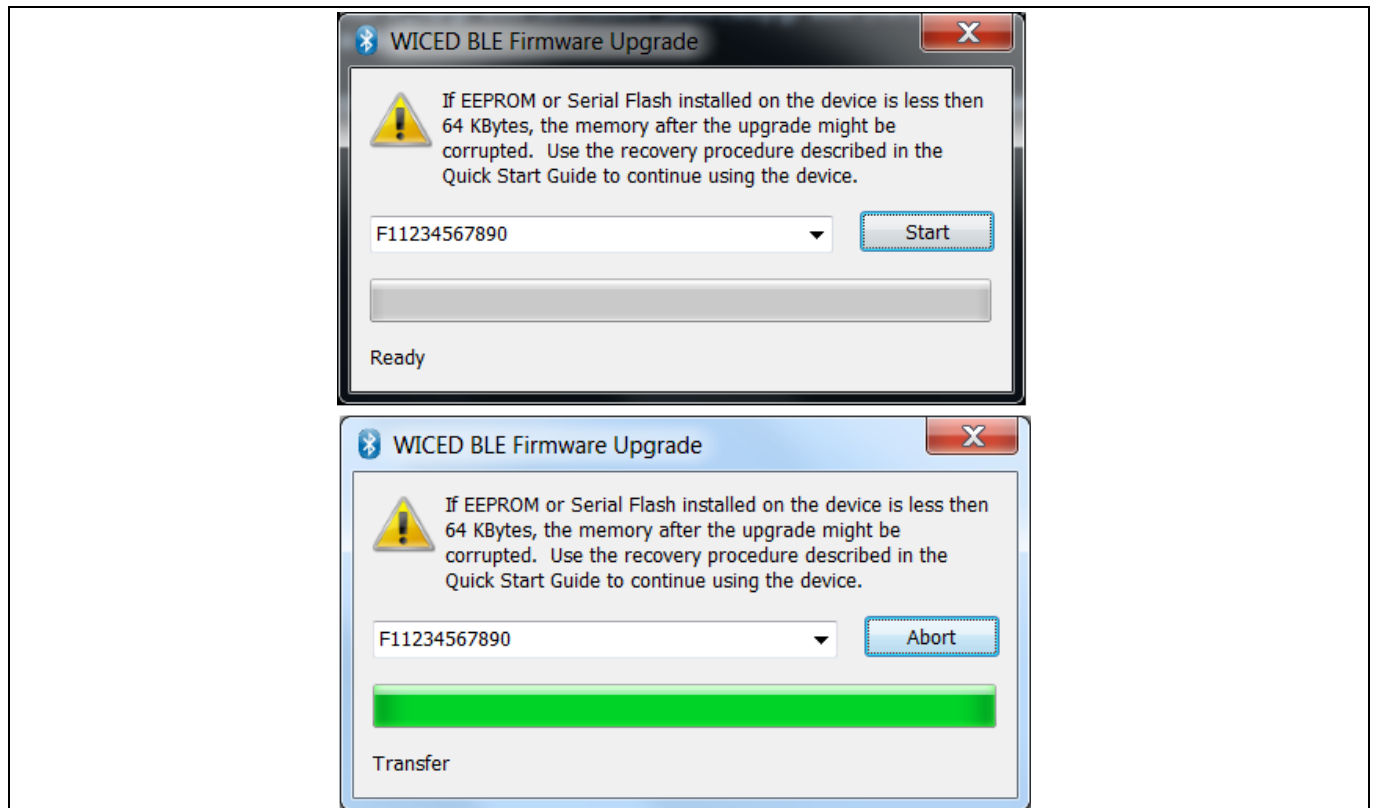 WICED BLE Firmware Upgrade
If EEPROM or Serial Flash installed on the device is less then
64 KBytes, the memory after the upgrade might be
corrupted.  Use the recovery procedure described in the
Quick Start Guide to continue using the device.
F11234567890
Start
Ready
WICED BLE Firmware Upgrade
If EEPROM or Serial Flash installed on the device is less then
64 KBytes, the memory after the upgrade might be
corrupted.  Use the recovery procedure described in the
Quick Start Guide to continue using the device.
F11234567890
Abort
Transfer